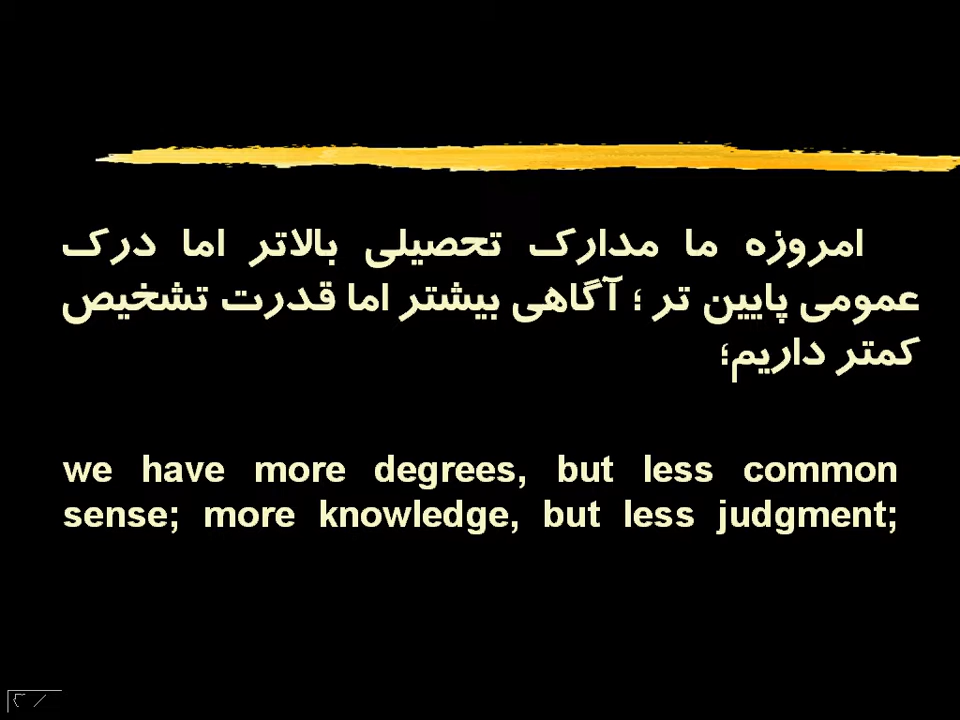 امروزه ما مدارک تحصیلی بالاتر اما درک
عمومی پایین تر ؛ آگاهی بیشتر اما قدرت تشخیص
کمتر داریم؛
we have more degrees, but less common
sense; more knowledge, but less judgment;